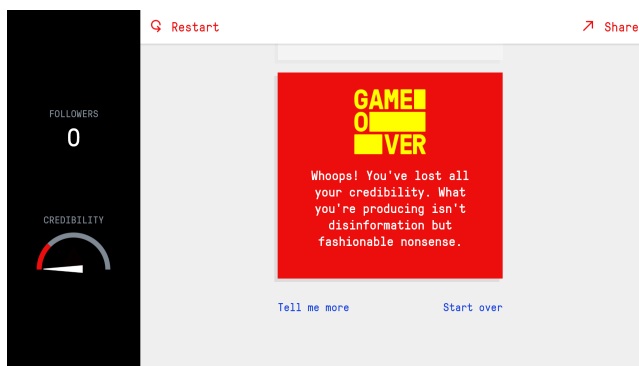 Restart
Share
FOLLOWERS
0
CREDIBILITY
GAME
O
VER
Whoops! You've lost all
your credibility. What
you're producing isn't
disinformation but
fashionable nonsense.
Tell me more
Start over